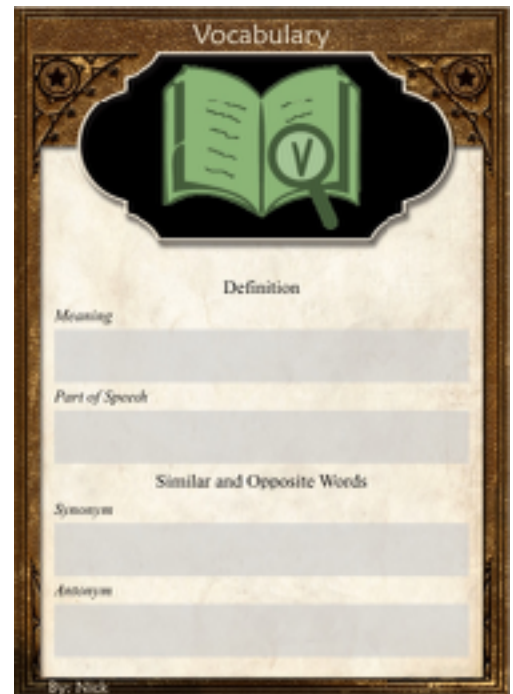 Vocabulary
V
Definition
Meaning
Part of Speech
Similar and Opposite Words
Synonym
Antonym
By: Nick